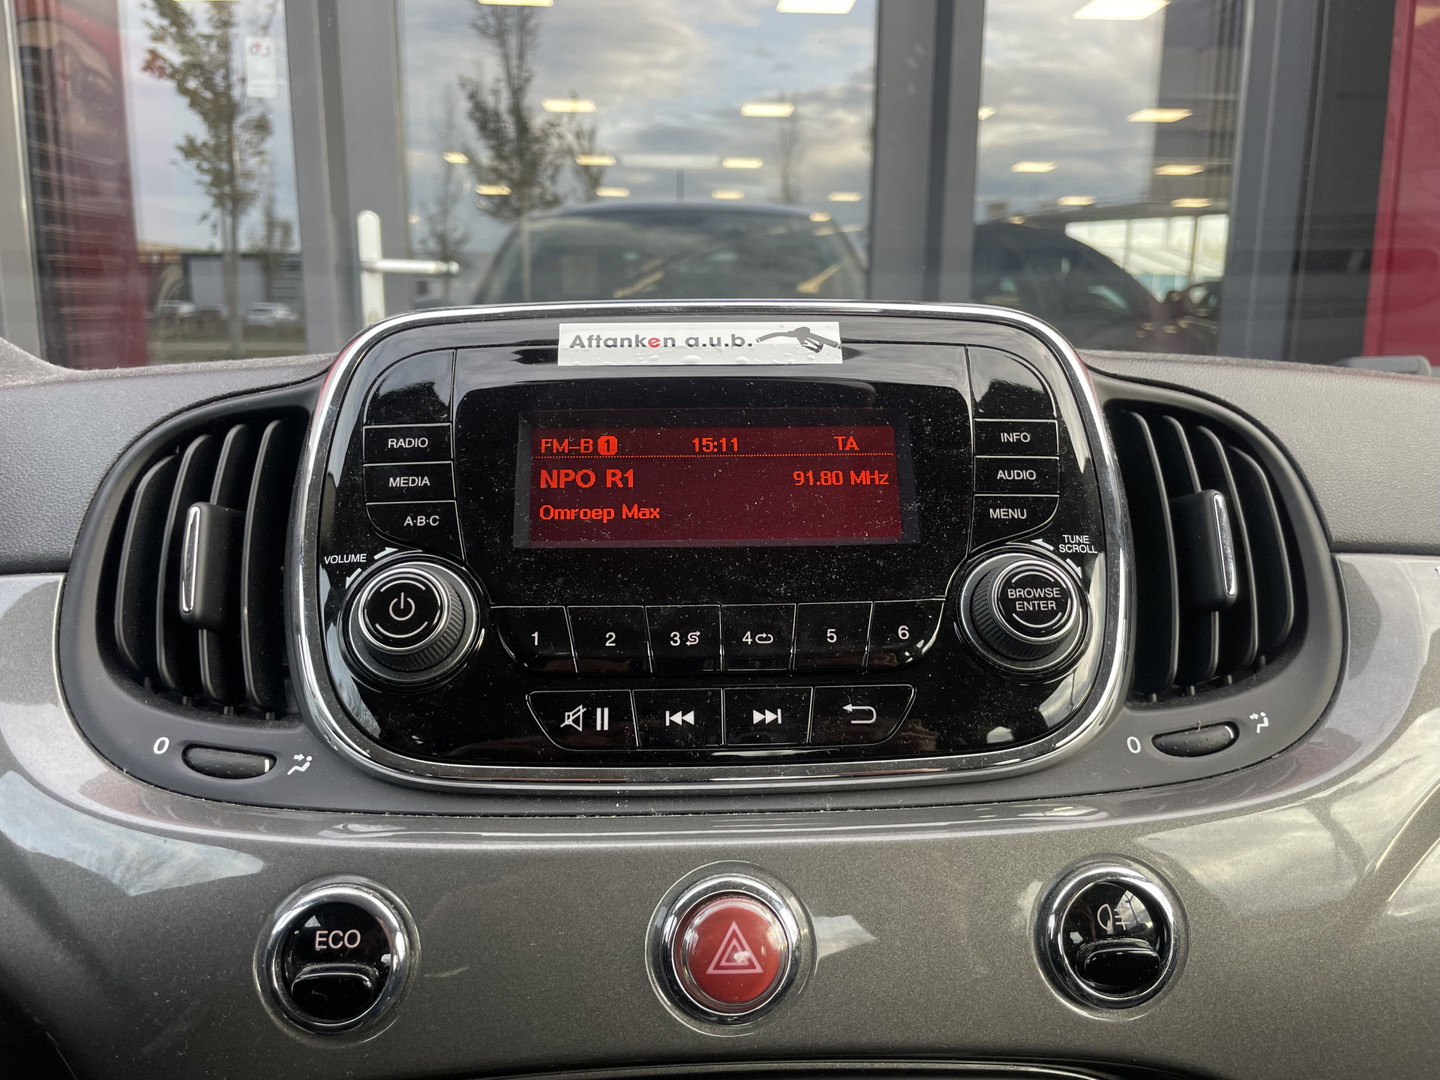 Aftanken a.u.b.
FM-B 1 15:11 TA
NPO R1 91.80 MHz
Omroep Max
RADIO
MEDIA
A·B·C
INFO
AUDIO
MENU
VOLUME
TUNE
SCROLL
BROWSE
ENTER
1 2 3 4 5 6
0
0
ECO